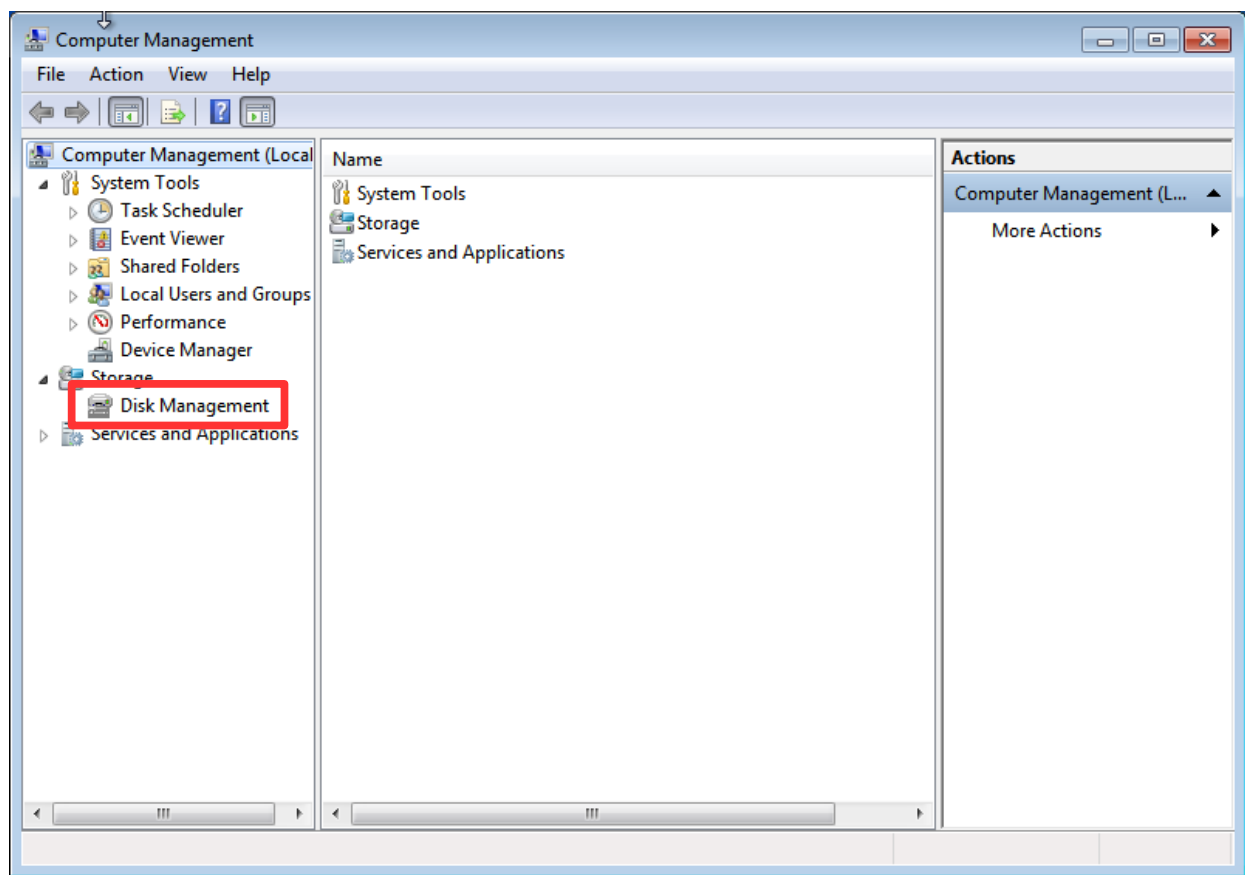 Computer Management
File Action View Help
Computer Management (Local
System Tools
Task Scheduler
Event Viewer
Shared Folders
Local Users and Groups
Performance
Device Manager
Storage
Disk Management
Services and Applications
Name
System Tools
Storage
Services and Applications
Actions
Computer Management (L...
More Actions